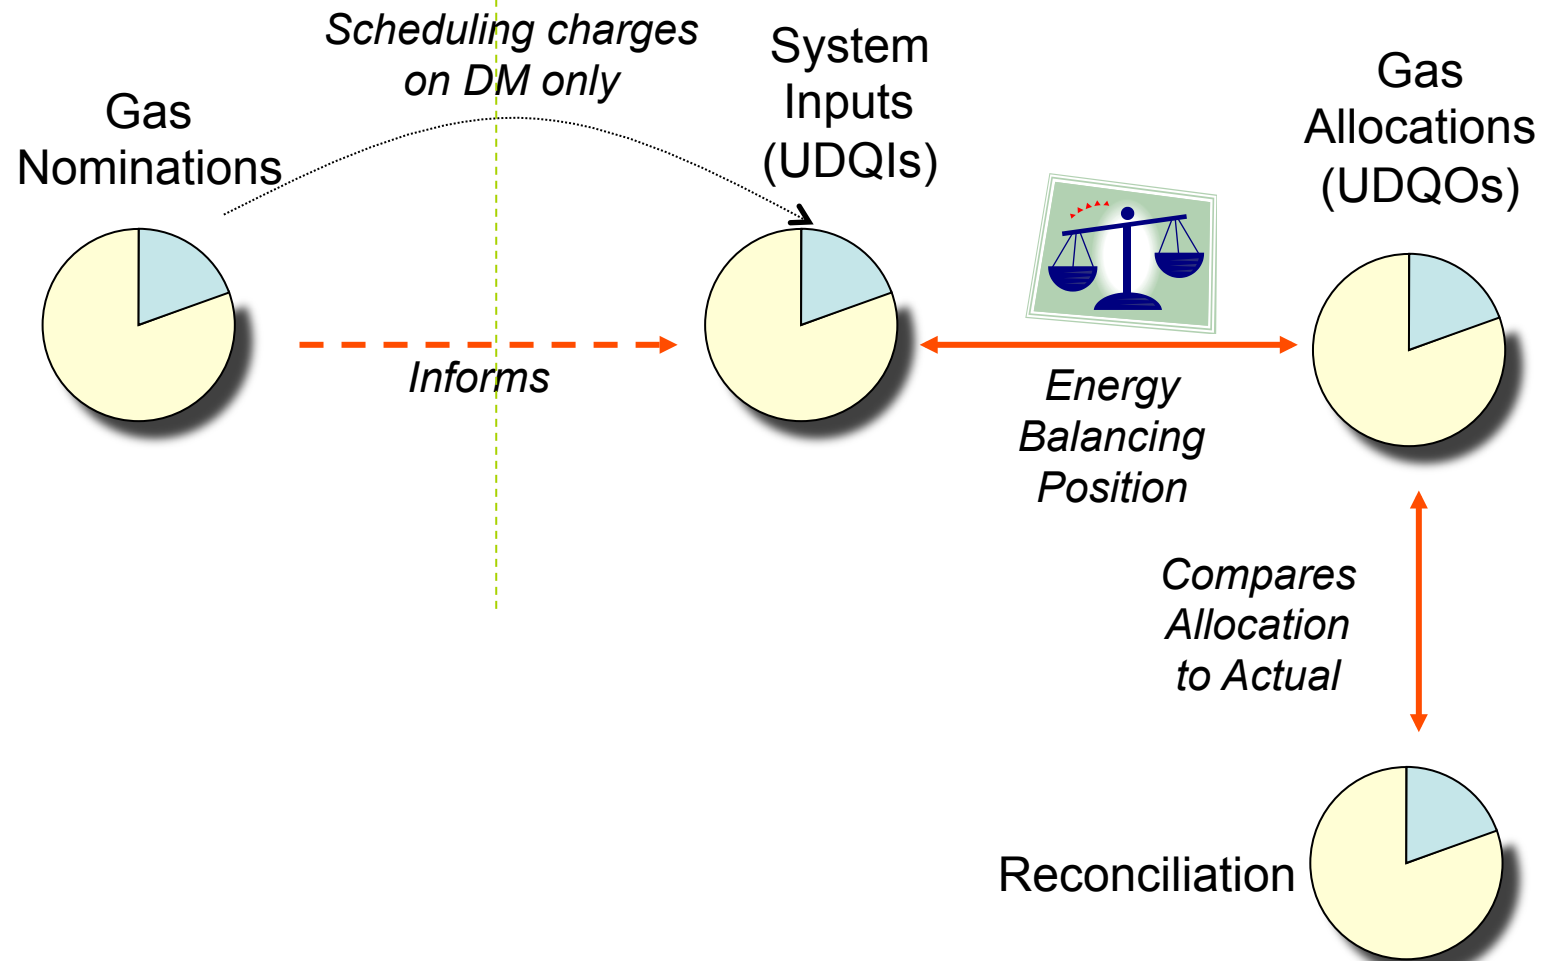 Scheduling charges
on DM only
Gas
Nominations
System
Inputs
(UDQIs)
Gas
Allocations
(UDQOs)
Informs
Energy
Balancing
Position
Compares
Allocation
to Actual
Reconciliation